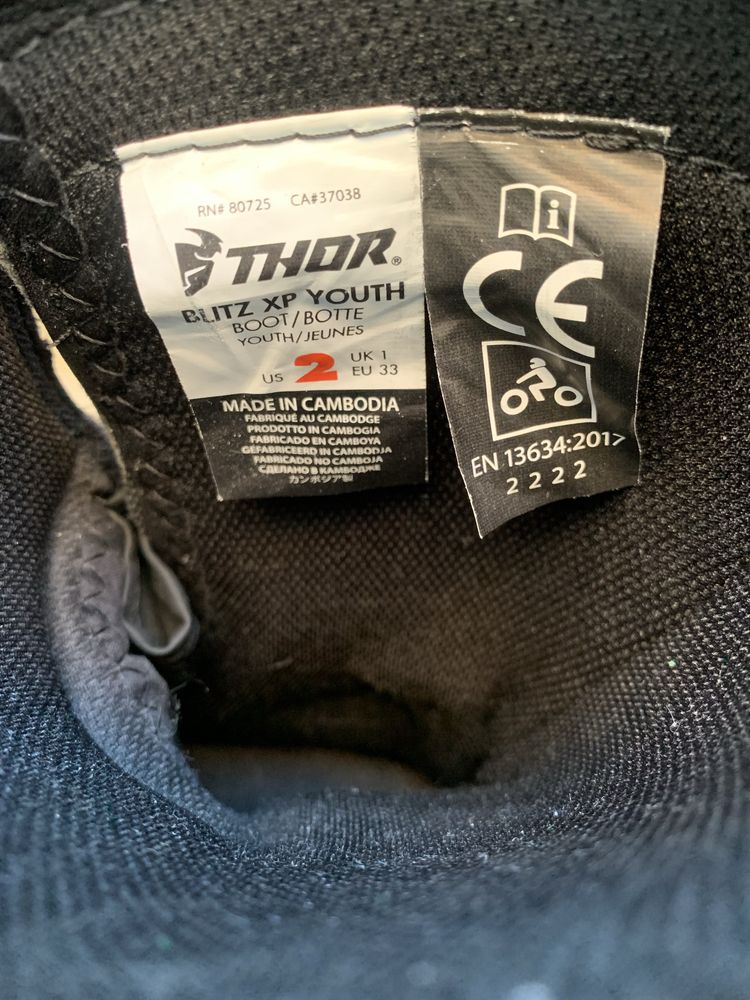 RN# 80725 CA#37038
THOR®
BLITZ XP YOUTH
BOOT/BOTTE
YOUTH/JEUNES
US 2 UK 1
EU 33
MADE IN CAMBODIA
FABRIQUÉ AU CAMBODGE
PRODOTTO IN CAMBOGIA
FABRICADO EN CAMBOYA
GEFABRICEERD IN CAMBODJA
FABRICADO NO CAMBOJA
СДЕЛАНО В КАМБОДЖЕ
カンボジア製
i
CE
EN 13634:2017
2 2 2 2